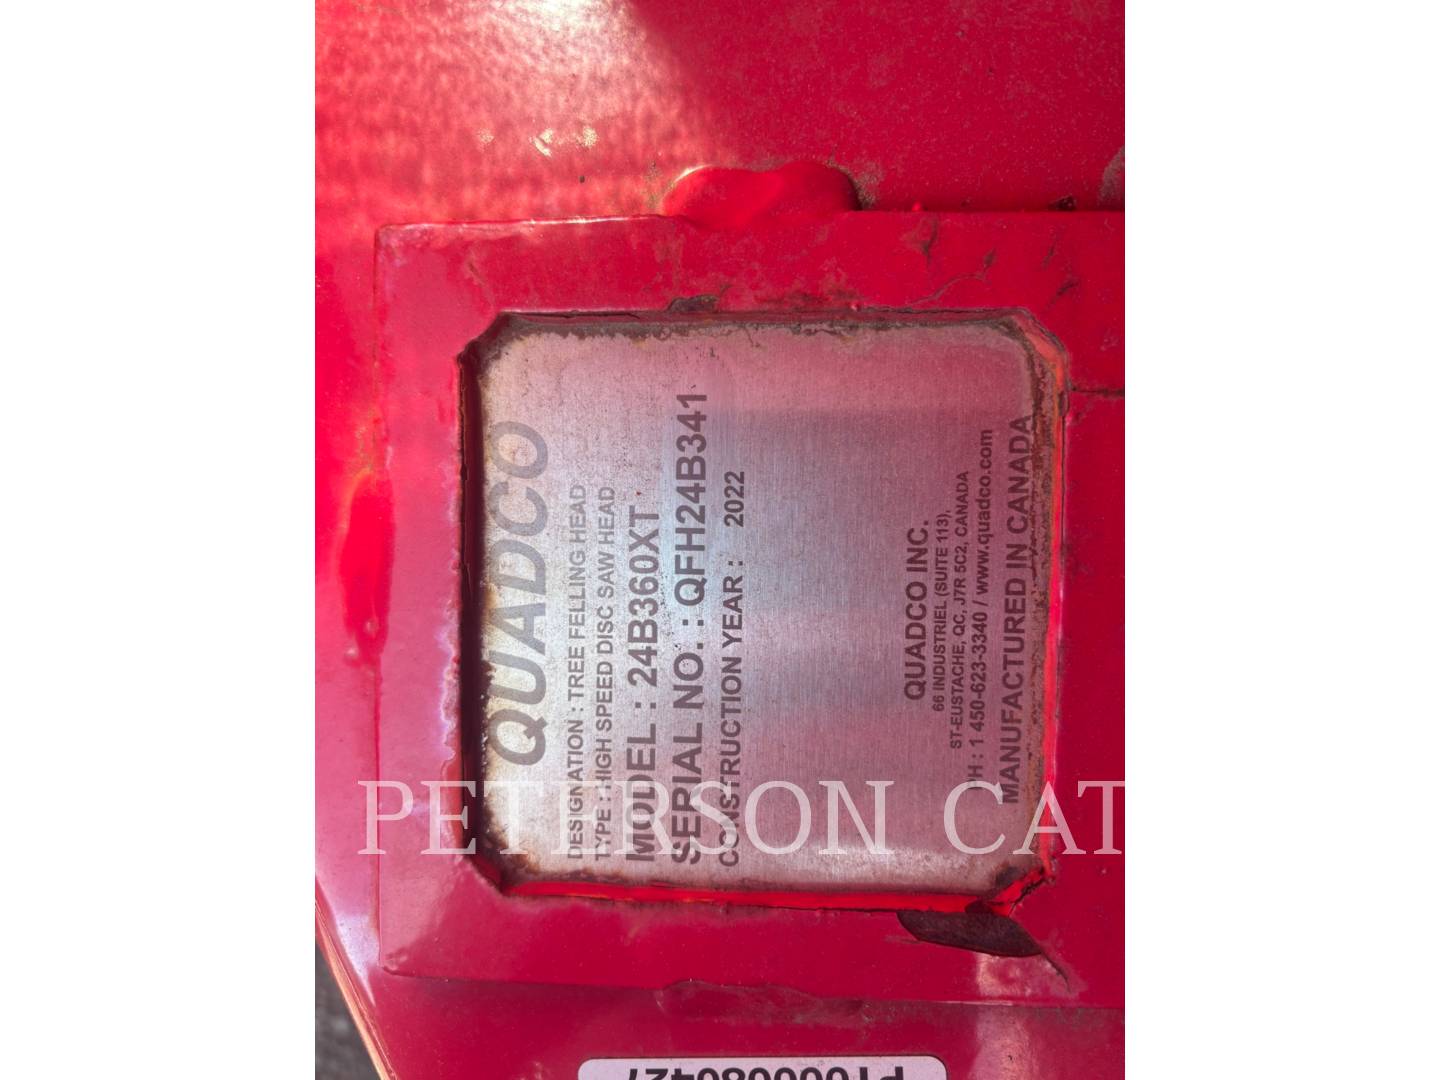 QUADCO
DESIGNATION : TREE FELLING HEAD
TYPE : HIGH SPEED DISC SAW HEAD
MODEL : 24B360XT
SERIAL NO. : QFH24B341
CONSTRUCTION YEAR : 2022
QUADCO INC.
66 INDUSTRIEL (SUITE 113),
ST-EUSTACHE, QC, J7R 5C2, CANADA
PH : 1 450-623-3340 / www.quadco.com
MANUFACTURED IN CANADA
PETERSON CAT